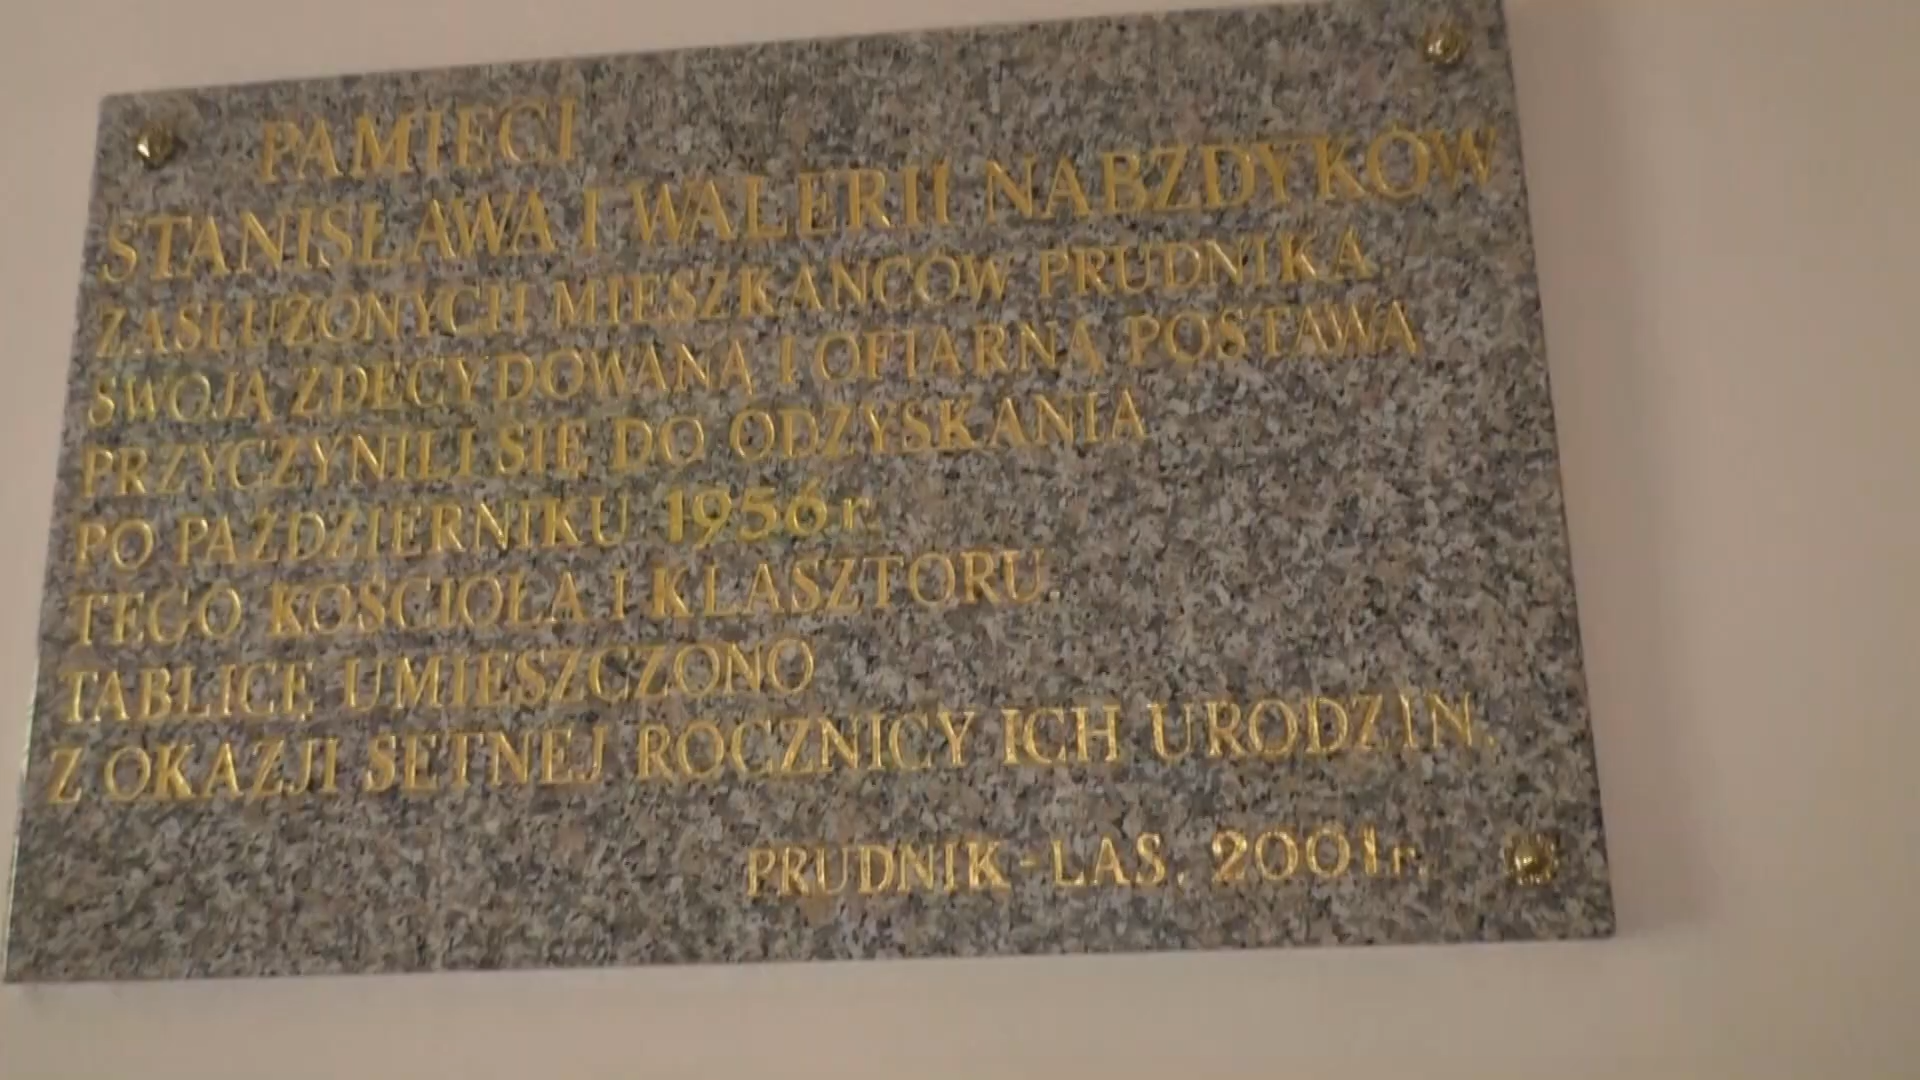 PAMIĘCI
STANISŁAWA I WALERII NABZDYKÓW
ZASŁUŻONYCH MIESZKAŃCÓW PRUDNIKA.
SWOJĄ ZDECYDOWANĄ I OFIARNĄ POSTAWĄ
PRZYCZYNILI SIĘ DO ODZYSKANIA
PO PAŹDZIERNIKU 1956 r.
TEGO KOŚCIOŁA I KLASZTORU.
TABLICĘ UMIESZCZONO
Z OKAZJI SETNEJ ROCZNICY ICH URODZIN.
PRUDNIK-LAS, 2001 r.